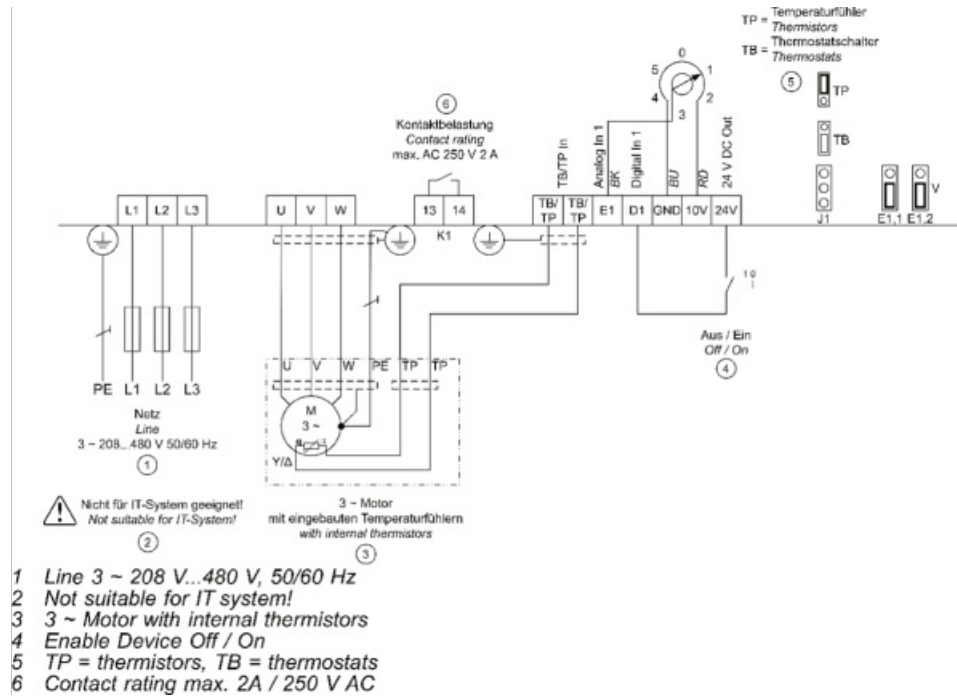 TP = Temperaturfühler
Thermistors
TB = Thermostatschalter
Thermostats
5
TP
TB
J1
E1,1 E1,2
V
0
1
2
3
4
5
6
Kontaktbelastung
Contact rating
max. AC 250 V 2 A
TB/TP In
Analog In 1
BK
Digital In 1
BU
RD
24 V DC Out
L1 L2 L3
U V W
13 14
K1
TB/TP TB/TP E1 D1 GND 10V 24V
1 0
Aus / Ein
Off / On
4
PE L1 L2 L3
Netz
Line
3 ~ 208...480 V 50/60 Hz
1
U V W PE TP TP
M
3 ~
Y/Δ
Nicht für IT-System geeignet!
Not suitable for IT-System!
2
3 ~ Motor
mit eingebauten Temperaturfühlern
with internal thermistors
3
1 Line 3 ~ 208 V...480 V, 50/60 Hz
2 Not suitable for IT system!
3 3 ~ Motor with internal thermistors
4 Enable Device Off / On
5 TP = thermistors, TB = thermostats
6 Contact rating max. 2A / 250 V AC